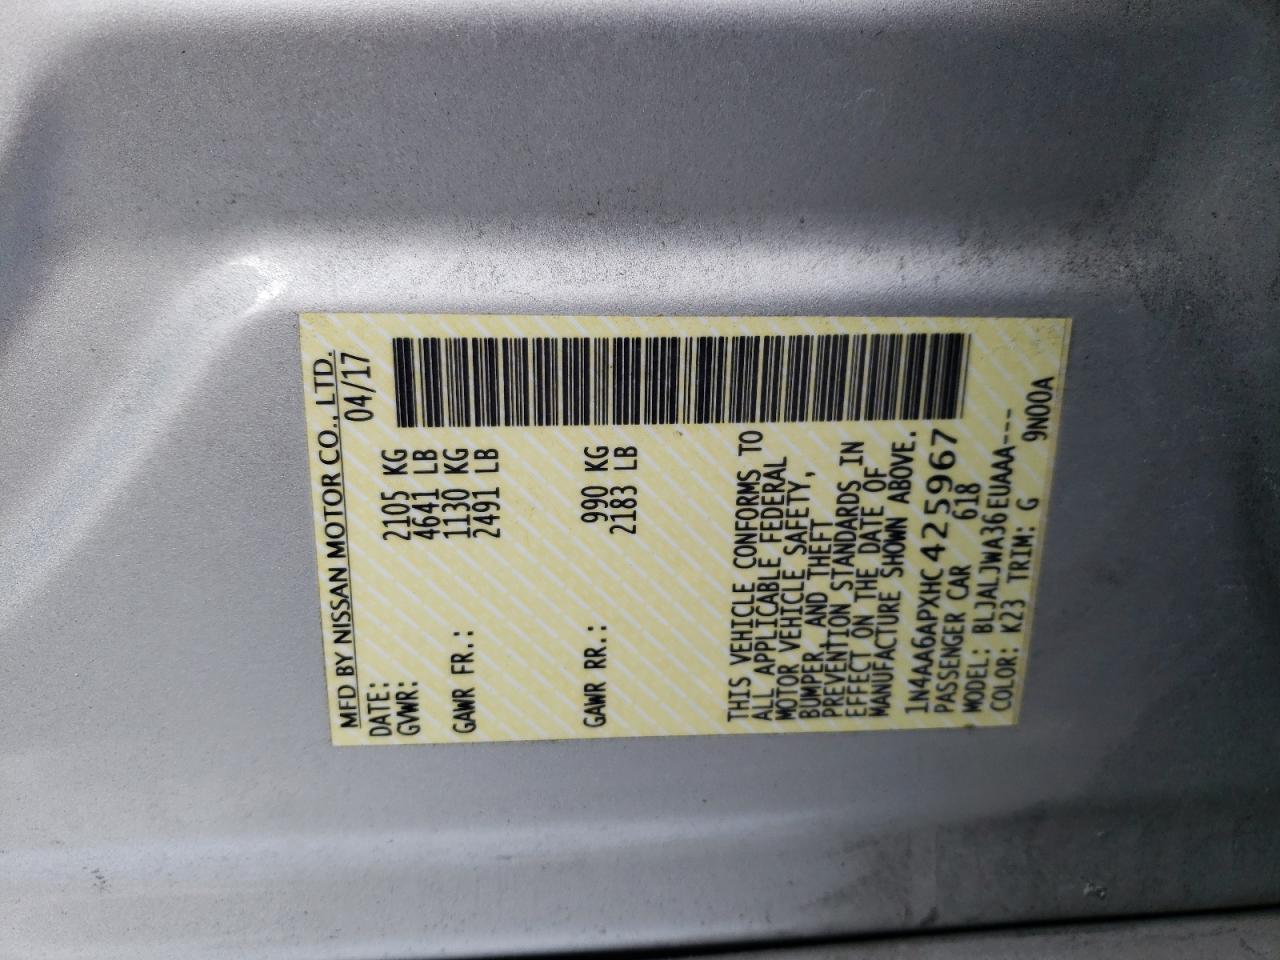 MFD BY NISSAN MOTOR CO., LTD.
DATE: 04/17
GVWR: 2105 KG
4641 LB
GAWR FR.: 1130 KG
2491 LB
GAWR RR.: 990 KG
2183 LB
THIS VEHICLE CONFORMS TO
ALL APPLICABLE FEDERAL
MOTOR VEHICLE SAFETY,
BUMPER, AND THEFT
PREVENTION STANDARDS IN
EFFECT ON THE DATE OF
MANUFACTURE SHOWN ABOVE.
1N4AA6APXHC425967
PASSENGER CAR 618
MODEL: BLJALJWA36EUAAA---
COLOR: K23 TRIM: G 9N00A